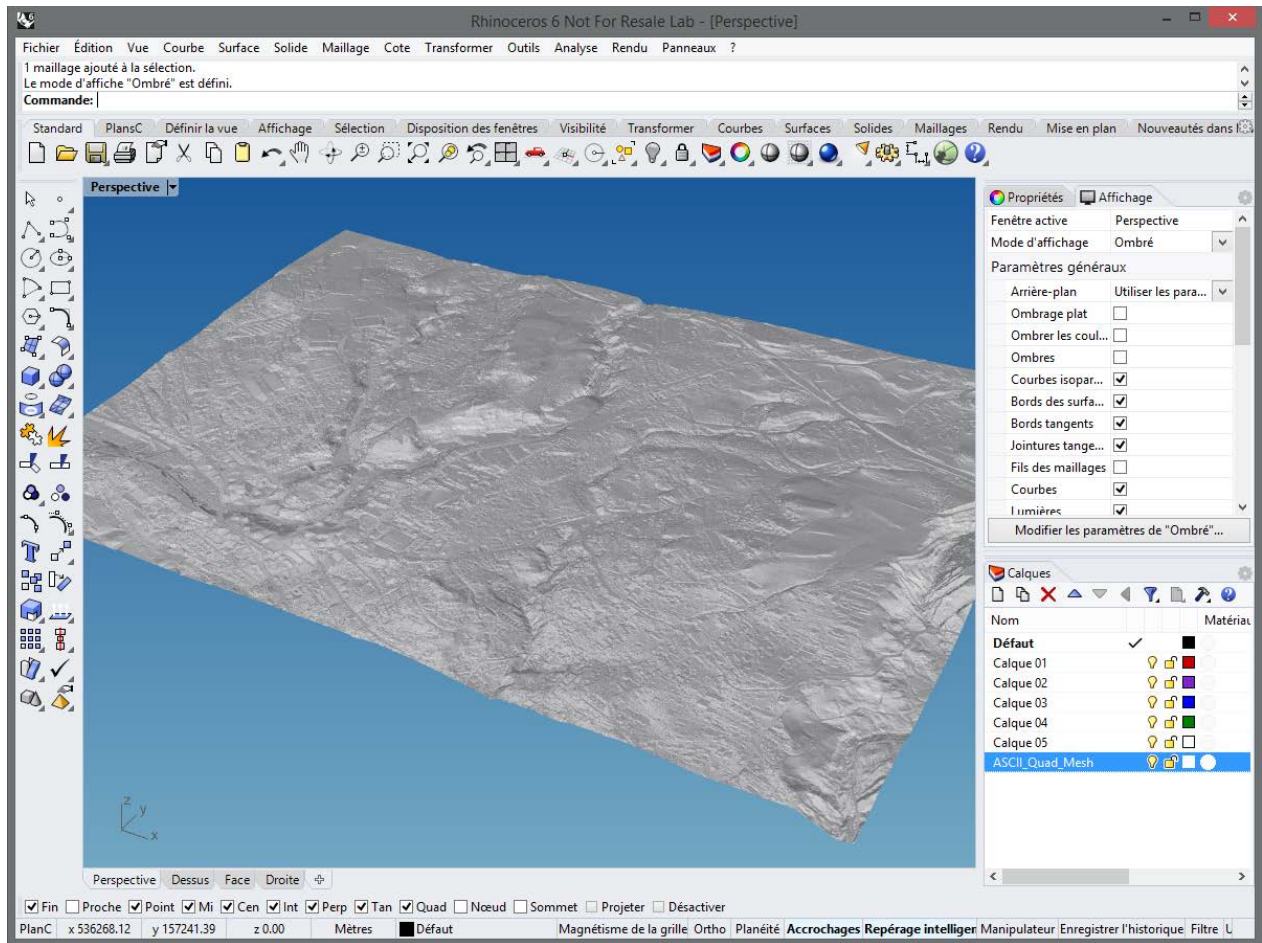 Rhinoceros 6 Not For Resale Lab - [Perspective]
Fichier Édition Vue Courbe Surface Solide Maillage Cote Transformer Outils Analyse Rendu Panneaux ?
1 maillage ajouté à la sélection.
Le mode d'affiche "Ombré" est défini.
Commande:
Standard PlansC Définir la vue Affichage Sélection Disposition des fenêtres Visibilité Transformer Courbes Surfaces Solides Maillages Rendu Mise en plan Nouveautés dans
Perspective
Propriétés Affichage
Fenêtre active Perspective
Mode d'affichage Ombré
Paramètres généraux
Arrière-plan Utiliser les para...
Ombrage plat
Ombrer les coul...
Ombres
Courbes isopar...
Bords des surfa...
Bords tangents
Jointures tange...
Fils des maillages
Courbes
Lumières
Modifier les paramètres de "Ombré"...
Calques
Nom Matériau
Défaut
Calque 01
Calque 02
Calque 03
Calque 04
Calque 05
ASCII_Quad_Mesh
z
y
x
Perspective Dessus Face Droite
Fin Proche Point Mi Cen Int Perp Tan Quad Nœud Sommet Projeter Désactiver
PlanC x 536268.12 y 157241.39 z 0.00 Mètres Défaut Magnétisme de la grille Ortho Planéité Accrochages Repérage intelliger Manipulateur Enregistrer l'historique Filtre